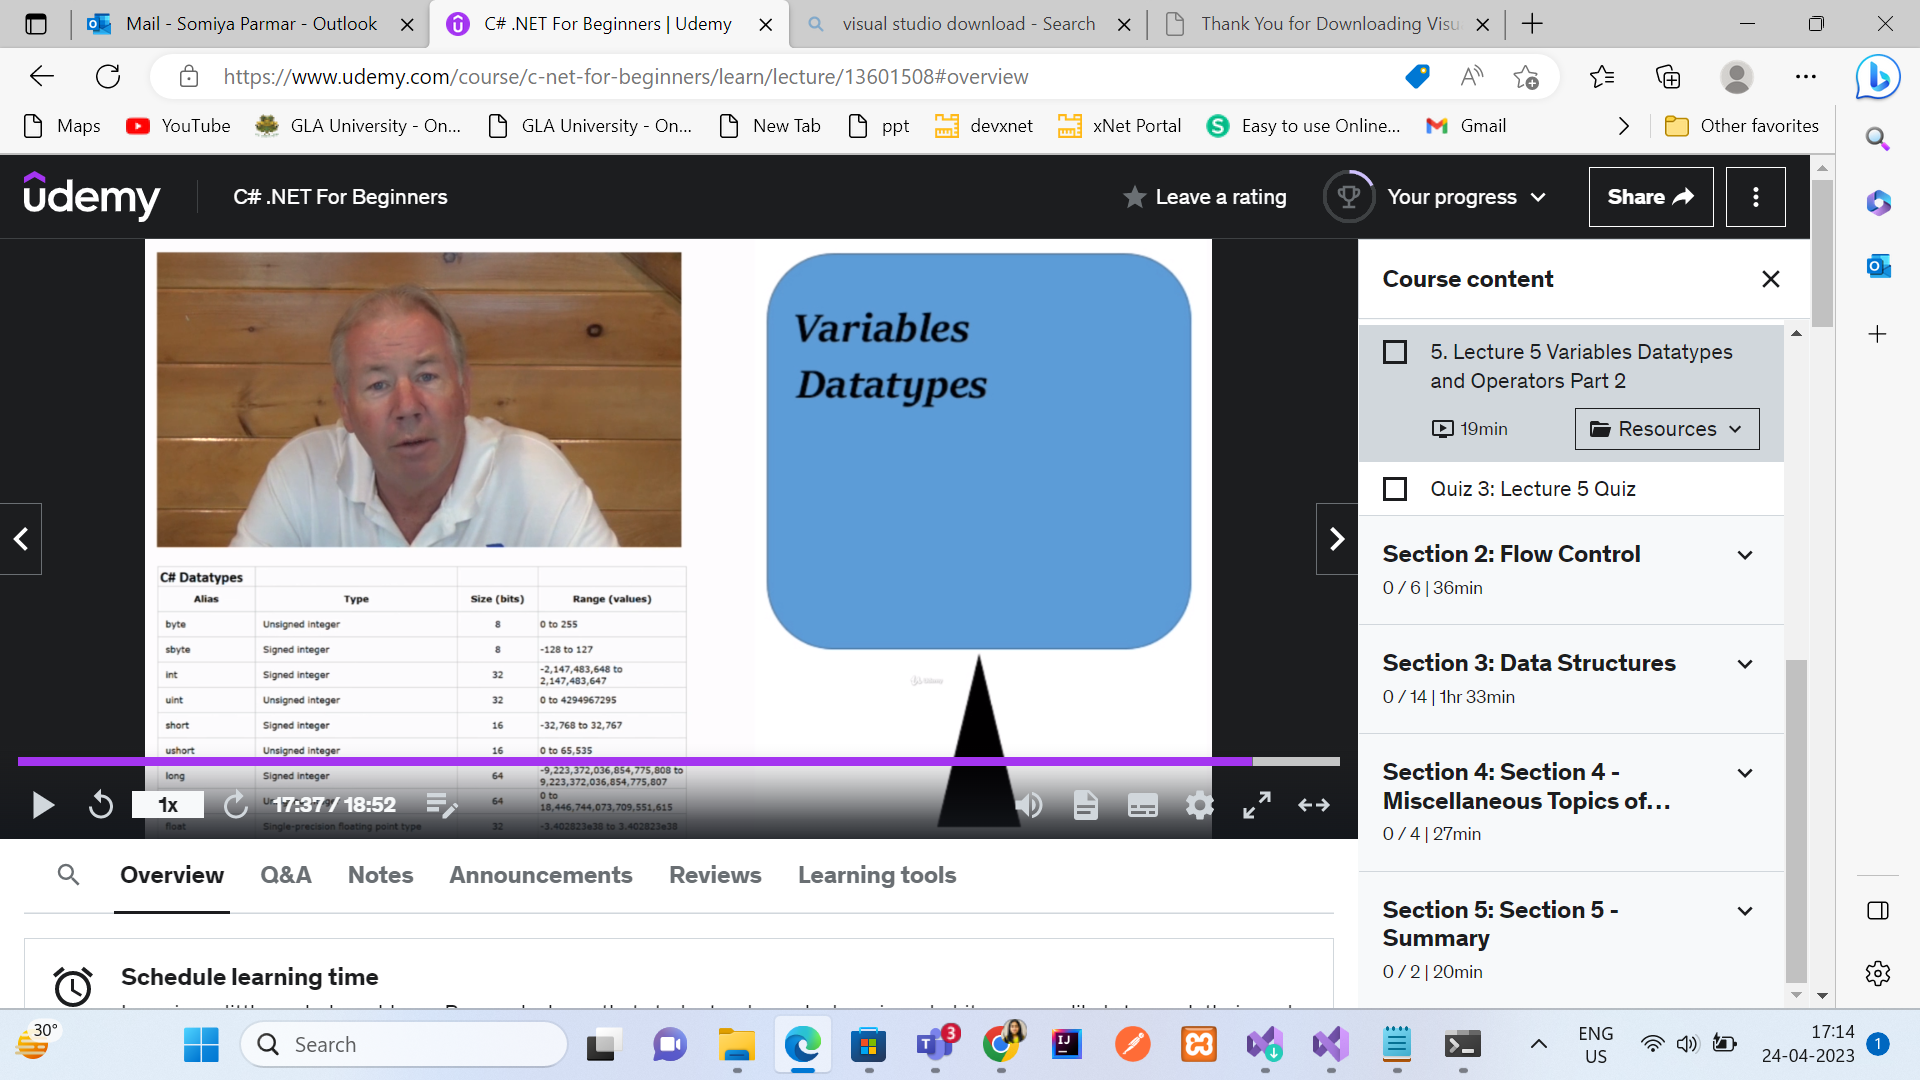 Mail - Somiya Parmar - Outlook
C# .NET For Beginners | Udemy
visual studio download - Search
Thank You for Downloading Visu
https://www.udemy.com/course/c-net-for-beginners/learn/lecture/13601508#overview
Maps
YouTube
GLA University - On...
GLA University - On...
New Tab
ppt
devxnet
xNet Portal
Easy to use Online...
Gmail
Other favorites
udemy
C# .NET For Beginners
Leave a rating
Your progress
Share
Variables
Datatypes
C# Datatypes
Alias Type Size (bits) Range (values)
byte Unsigned integer 8 0 to 255
sbyte Signed integer 8 -128 to 127
int Signed integer 32 -2,147,483,648 to
2,147,483,647
uint Unsigned integer 32 0 to 4294967295
short Signed integer 16 -32,768 to 32,767
ushort Unsigned integer 16 0 to 65,535
long Signed integer 64 -9,223,372,036,854,775,808 to
9,223,372,036,854,775,807
64 0 to
18,446,744,073,709,551,615
float Single-precision floating point type 32 -3.402823e38 to 3.402823e38
1x
17:37 / 18:52
Course content
5. Lecture 5 Variables Datatypes
and Operators Part 2
19min
Resources
Quiz 3: Lecture 5 Quiz
Section 2: Flow Control
0 / 6 | 36min
Section 3: Data Structures
0 / 14 | 1hr 33min
Section 4: Section 4 -
Miscellaneous Topics of...
0 / 4 | 27min
Section 5: Section 5 -
Summary
0 / 2 | 20min
Overview
Q&A
Notes
Announcements
Reviews
Learning tools
Schedule learning time
30°
Search
3
ENG
US
17:14
24-04-2023
1